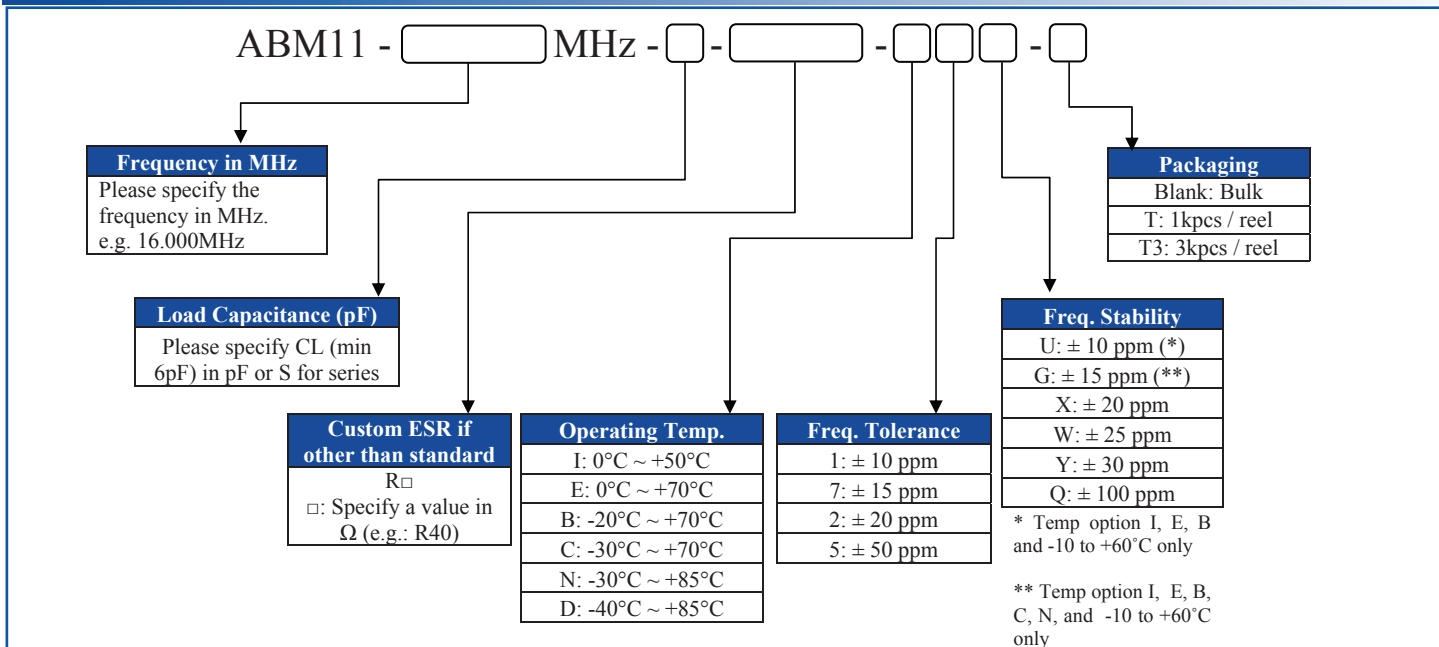 ABM11 - MHz - - - -
Frequency in MHz
Please specify the
frequency in MHz.
e.g. 16.000MHz
Packaging
Blank: Bulk
T: 1kpcs / reel
T3: 3kpcs / reel
Load Capacitance (pF)
Please specify CL (min
6pF) in pF or S for series
Freq. Stability
U: ± 10 ppm (*)
G: ± 15 ppm (**)
X: ± 20 ppm
W: ± 25 ppm
Y: ± 30 ppm
Q: ± 100 ppm
* Temp option I, E, B
and -10 to +60˚C only
** Temp option I, E, B,
C, N, and -10 to +60˚C
only
Custom ESR if
other than standard
R□
□: Specify a value in
Ω (e.g.: R40)
Operating Temp.
I: 0°C ~ +50°C
E: 0°C ~ +70°C
B: -20°C ~ +70°C
C: -30°C ~ +70°C
N: -30°C ~ +85°C
D: -40°C ~ +85°C
Freq. Tolerance
1: ± 10 ppm
7: ± 15 ppm
2: ± 20 ppm
5: ± 50 ppm